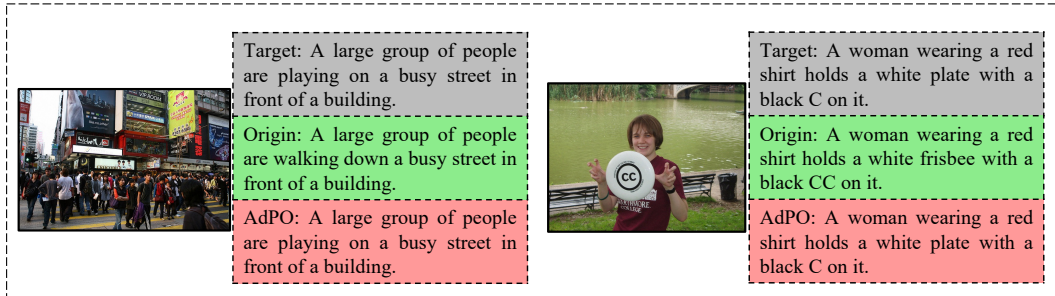 Target: A large group of people
are playing on a busy street in
front of a building.
Origin: A large group of people
are walking down a busy street in
front of a building.
AdPO: A large group of people
are playing on a busy street in
front of a building.
CC
Target: A woman wearing a red
shirt holds a white plate with a
black C on it.
Origin: A woman wearing a red
shirt holds a white frisbee with a
black CC on it.
AdPO: A woman wearing a red
shirt holds a white plate with a
black C on it.